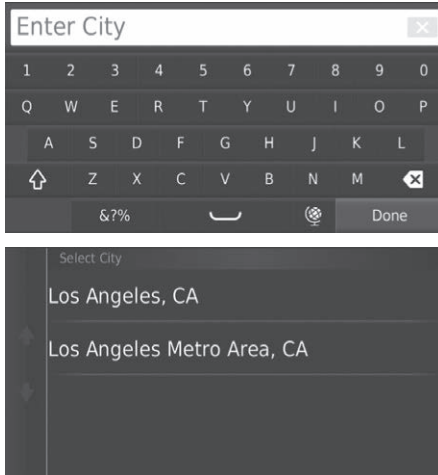 Enter City
1 2 3 4 5 6 7 8 9 0
Q W E R T Y U I O P
A S D F G H J K L
Z X C V B N M
&?% Done
Select City
Los Angeles, CA
Los Angeles Metro Area, CA